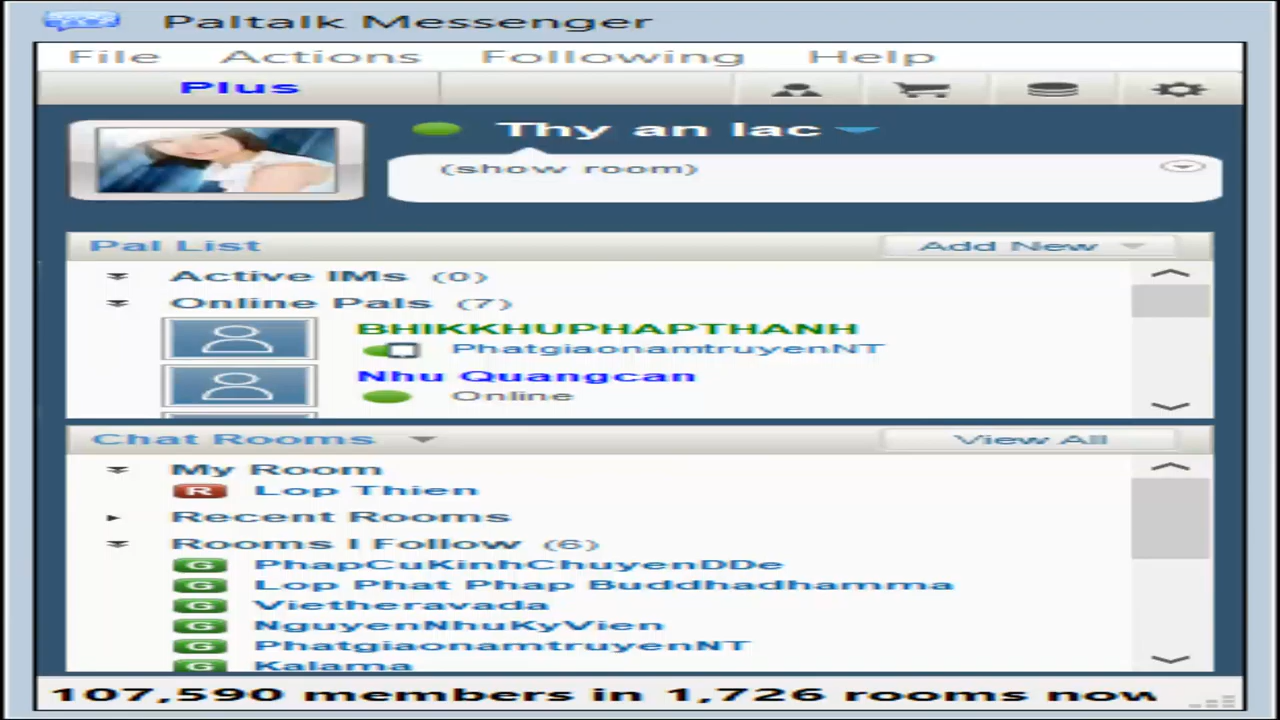 Paltalk Messenger
File Actions Following Help
Plus
Thy an lac
(show room)
Pal List Add New
Active IMs (0)
Online Pals (7)
BHIKKHUPHAPTHANH
PhatgiaonamtruyenNT
Nhu Quangcan
Online
Chat Rooms View All
My Room
R Lop Thien
Recent Rooms
Rooms I Follow (6)
G PhapCuKinhChuyenDDe
G Lop Phat Phap Buddhadhamma
G Vietheravada
G NguyenNhuKyVien
G PhatgiaonamtruyenNT
G Kalama
107,590 members in 1,726 rooms now